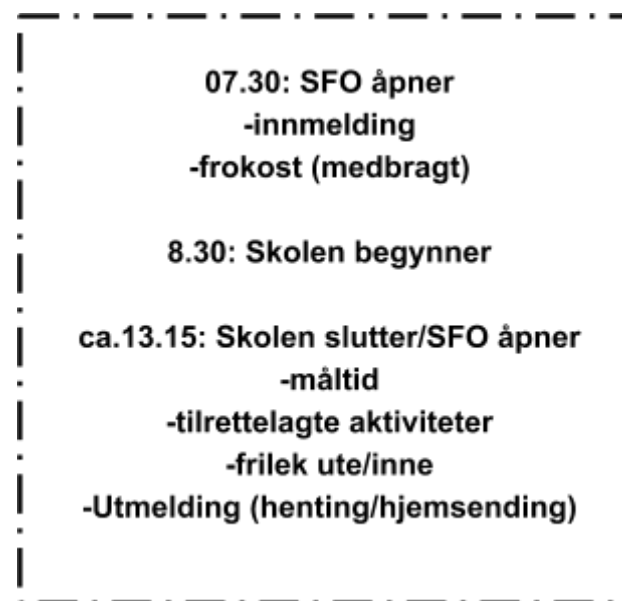 07.30: SFO åpner
-innmelding
-frokost (medbragt)
8.30: Skolen begynner
ca.13.15: Skolen slutter/SFO åpner
-måltid
-tilrettelagte aktiviteter
-frilek ute/inne
-Utmelding (henting/hjemsending)